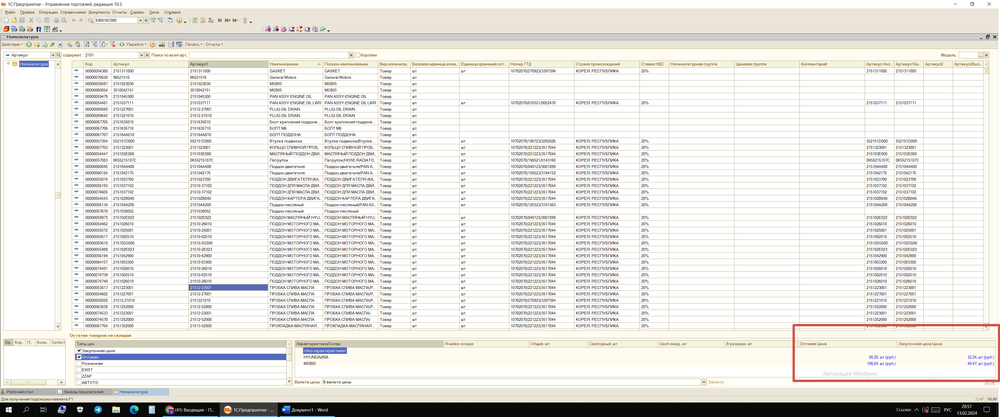 1С:Предприятие - Управление торговлей, редакция 10.3
Файл Правка Операции Справочники Документы Отчеты Сервис Окна Справка
936916C000 M M+ M-
Номенклатура
Действия Перейти Печать Отчеты
Артикул содержит: 2151 Поиск по всем арт... Коробки Модель:
Номенклатура
Код Артикул Артикул1 Наименование Полное наименование Вид номенкла... Базовая единица изме... Единица хранения ост... Номер ГТД Страна происхождения Ставка НДС Номенклатурная группа Ценовая группа Комментарий Артикул без ... Артикул1Бе... Артикул2 Артикул2Без...
00000054380 2151311000 2151311000 GASKET GASKET Товар шт шт 10702070/270923/3397394 КОРЕЯ, РЕСПУБЛИКА 20% 2151311000 2151311000
00000070630 96521516 96521516 General Motors General Motors Товар шт
00000059587 2151023030 2151023030 MOBIS MOBIS Товар шт
00000060854 3510042151 3510042151 MOBIS MOBIS Товар шт
00000059479 2151045300 2151045300 PAN ASSY-ENGINE OIL PAN ASSY-ENGINE OIL Товар шт
00000054481 2151037111 2151037111 PAN ASSY-ENGINE OIL LWR PAN ASSY-ENGINE OIL LWR Товар шт шт 10702070/010321/0052470 КОРЕЯ, РЕСПУБЛИКА 20% 2151037111 2151037111
00000069560 2151227001 21512-27001 PLUG-OIL DRAIN PLUG-OIL DRAIN Товар шт
00000069642 2151221010 21512-21010 PLUG-OIL DRAIN PLUG-OIL DRAIN Товар шт
00000067705 2151635010 2151635010 Болт крепления поддона ... Болт крепления поддона ... Товар шт
00000067706 2151635710 2151635710 БОЛТ М6 БОЛТ М6 Товар шт
00000067707 215164A010 215164A010 БОЛТ ПОДДОНА БОЛТ ПОДДОНА Товар шт
00000057354 552151D000 552151D000 Втулка подвески Втулка подвески/Втулка ... Товар шт шт 10702070/180723/3292826 КОРЕЯ, РЕСПУБЛИКА 20% 552151D000 552151D000
00000067703 2151323001 2151323001 КОЛЬЦО СЛИВНОЙ ПРОБ... КОЛЬЦО СЛИВНОЙ ПРОБ... Товар шт шт 10702070/221223/3517044 КОРЕЯ, РЕСПУБЛИКА 20% 2151323001 2151323001
00000054447 215103E000 215103E000 МАСЛЯНЫЙ ПОДДОН ДВИ... МАСЛЯНЫЙ ПОДДОН ДВИ... Товар шт шт 10702070/221223/3517044 КОРЕЯ, РЕСПУБЛИКА 20% 215103E000 215103E000
00000057083 0K55215187C 0K55215187C Патрубок Патрубок/HOSE-RADIATO... Товар шт шт 10702070/190521/0143160 КОРЕЯ, РЕСПУБЛИКА 20% 0K55215187C 0K55215187C
00000060045 215104A400 215104A400 Поддон двигателя Поддон двигателя/PAN A... Товар шт шт 10702070/040123/3001899 КОРЕЯ, РЕСПУБЛИКА 20% 215104A400 215104A400
00000060184 2151042175 2151042175 Поддон двигателя Поддон двигателя/PAN A... Товар шт шт 10702070/150523/3194152 КОРЕЯ, РЕСПУБЛИКА 20% 2151042175 2151042175
00000055074 2151023700 2151023700 ПОДДОН ДВИГАТЕЛЯ (КА... ПОДДОН ДВИГАТЕЛЯ (КА... Товар шт шт 10702070/221223/3517044 КОРЕЯ, РЕСПУБЛИКА 20% 2151023700 2151023700
00000056193 2151037102 21510-37102 ПОДДОН ДЛЯ МАСЛА ДВИ... ПОДДОН ДЛЯ МАСЛА ДВИ... Товар шт шт 10702070/221223/3517044 КОРЕЯ, РЕСПУБЛИКА 20% 2151037102 2151037102
00000074605 2151037102 21510-37102 ПОДДОН ДЛЯ МАСЛА ДВИ... ПОДДОН ДЛЯ МАСЛА ДВИ... Товар шт шт 10702070/221223/3517044 КОРЕЯ, РЕСПУБЛИКА 20% 2151037102 2151037102
00000054543 215102B040 215102B040 ПОДДОН КАРТЕРА ДВИГА... ПОДДОН КАРТЕРА ДВИГА... Товар шт шт 10702070/221223/3517044 КОРЕЯ, РЕСПУБЛИКА 20% 215102B040 215102B040
00000056134 215104A200 215104A200 Поддон масляный Поддон масляный/PAN AS... Товар шт шт 10702070/120323/3101563 КОРЕЯ, РЕСПУБЛИКА 20% 215104A200 215104A200
00000057670 2151038052 2151038052 Поддон масляный Поддон масляный Товар шт
00000059973 215102E022 215102E022 ПОДДОН МАСЛЯНЫЙ HYU... ПОДДОН МАСЛЯНЫЙ HYU... Товар шт шт 10702070/040123/3001899 КОРЕЯ, РЕСПУБЛИКА 20% 215102E022 215102E022
00000054462 2151026010 21510-26010 ПОДДОН МОТОРНОГО МА... ПОДДОН МОТОРНОГО МА... Товар шт шт 10702070/221223/3517044 КОРЕЯ, РЕСПУБЛИКА 20% 2151026010 2151026010
00000055572 2151025001 21510-25001 ПОДДОН МОТОРНОГО МА... ПОДДОН МОТОРНОГО МА... Товар шт шт 10702070/221223/3517044 КОРЕЯ, РЕСПУБЛИКА 20% 2151025001 2151025001
00000055617 2151002510 21510-02510 ПОДДОН МОТОРНОГО МА... ПОДДОН МОТОРНОГО МА... Товар шт шт 10702070/221223/3517044 КОРЕЯ, РЕСПУБЛИКА 20% 2151002510 2151002510
00000055618 215102G500 21510-2G500 ПОДДОН МОТОРНОГО МА... ПОДДОН МОТОРНОГО МА... Товар шт шт 10702070/221223/3517044 КОРЕЯ, РЕСПУБЛИКА 20% 215102G500 215102G500
00000055989 215102E023 21510-2E023 ПОДДОН МОТОРНОГО МА... ПОДДОН МОТОРНОГО МА... Товар шт шт 10702070/221223/3517044 КОРЕЯ, РЕСПУБЛИКА 20% 215102E023 215102E023
00000056194 2151042900 21510-42900 ПОДДОН МОТОРНОГО МА... ПОДДОН МОТОРНОГО МА... Товар шт шт 10702070/221223/3517044 КОРЕЯ, РЕСПУБЛИКА 20% 2151042900 2151042900
00000064157 2151003300 21510-03300 ПОДДОН МОТОРНОГО МА... ПОДДОН МОТОРНОГО МА... Товар шт шт 10702070/221223/3517044 КОРЕЯ, РЕСПУБЛИКА 20% 2151003300 2151003300
00000074491 2151026010 21510-26010 ПОДДОН МОТОРНОГО МА... ПОДДОН МОТОРНОГО МА... Товар шт шт 10702070/221223/3517044 КОРЕЯ, РЕСПУБЛИКА 20% 2151026010 2151026010
00000074739 2151002510 21510-02510 ПОДДОН МОТОРНОГО МА... ПОДДОН МОТОРНОГО МА... Товар шт шт 10702070/221223/3517044 КОРЕЯ, РЕСПУБЛИКА 20% 2151002510 2151002510
00000074740 2151026010 21510-26010 ПОДДОН МОТОРНОГО МА... ПОДДОН МОТОРНОГО МА... Товар шт шт 10702070/221223/3517044 КОРЕЯ, РЕСПУБЛИКА 20% 2151026010 2151026010
00000053817 2151223001 21512-23001 ПРОБКА СЛИВА МАСЛА ПРОБКА СЛИВА МАСЛА/P... Товар шт шт 10702070/221223/3517044 КОРЕЯ, РЕСПУБЛИКА 20% 2151223001 2151223001
00000054602 2151227001 21512-27001 ПРОБКА СЛИВА МАСЛА ПРОБКА СЛИВА МАСЛА/P... Товар шт шт 10702070/221223/3517044 КОРЕЯ, РЕСПУБЛИКА 20% 2151227001 2151227001
00000058028 21512-21010 2151221010 ПРОБКА СЛИВА МАСЛА ПРОБКА СЛИВА МАСЛА/P... Товар шт шт 10702070/270923/3397394 КОРЕЯ, РЕСПУБЛИКА 20% 2151221010 2151221010
00000063838 2151252000 21512-52000 ПРОБКА СЛИВА МАСЛА ПРОБКА СЛИВА МАСЛА/P... Товар шт шт 10702070/221223/3517044 КОРЕЯ, РЕСПУБЛИКА 20% 2151252000 2151252000
00000074533 2151223001 21512-23001 ПРОБКА СЛИВА МАСЛА ПРОБКА СЛИВА МАСЛА/ Товар шт шт 10702070/221223/3517044 КОРЕЯ, РЕСПУБЛИКА 20% 2151223001 2151223001
00000074570 2151252000 21512-52000 ПРОБКА СЛИВА МАСЛА ПРОБКА СЛИВА МАСЛА/ Товар шт шт 10702070/221223/3517044 КОРЕЯ, РЕСПУБЛИКА 20% 2151252000 2151252000
00000067704 2151352000 21513-52000 ПРОКЛАДКА-МАСЛЯНАЯ ... ПРОКЛАДКА-МАСЛЯНАЯ ... Товар шт шт 10702070/221223/3517044 КОРЕЯ, РЕСПУБЛИКА 20%
Остатки товаров на складах
Бр... Кор... П... Коли... Себест
Типы цен
Закупочная цена
Оптовая
Розничная
EXIST
ZZAP
АВТОТО
Характеристика/Склад Ячейка склада Общий, шт Свободный, шт Своб.ожид., шт В резерве, шт Оптовая Цена Закупочная цена Цена
<без характеристики>
HYUNDAI/KIA 66,20, шт (руб.) 32,24, шт (руб.)
MOBIS 106,04, шт (руб.) 49,47, шт (руб.)
Активация Windows
Валюта цены: В валюте цены Валюта:
Рабочий стол Заказы покупателей Номенклатура
Для получения подсказки нажмите F1 CAP NUM
(41) Входящие - П... 1С:Предприятие - ... Документ1 - Word Ссылки РУС 20:57
13.02.2024